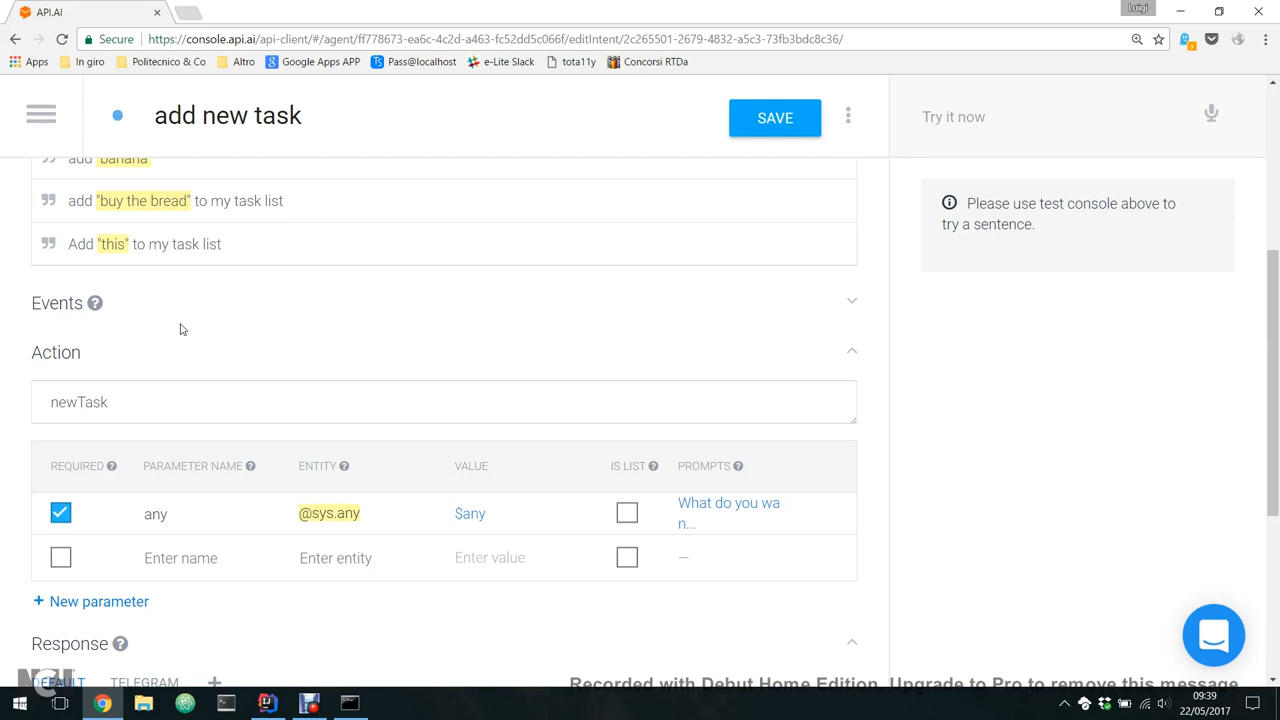 API.AI
Luigi
Secure
https://console.api.ai/api-client/#/agent/ff778673-ea6c-4c2d-a463-fc52dd5c066f/editIntent/2c265501-2679-4832-a5c3-73fb3bdc8c36/
Apps In giro Politecnico & Co Altro Google Apps APP Pass@localhost e-Lite Slack tota11y Concorsi RTDa
add new task
SAVE
Try it now
add "banana"
add "buy the bread" to my task list
Add "this" to my task list
Please use test console above to
try a sentence.
Events ?
Action
newTask
REQUIRED ? PARAMETER NAME ? ENTITY ? VALUE IS LIST ? PROMPTS ?
any @sys.any $any What do you wa
n...
Enter name Enter entity Enter value —
+ New parameter
Response ?
DEFAULT TELEGRAM +
NCH
Recorded with Debut Home Edition. Upgrade to Pro to remove this message
09:39
22/05/2017